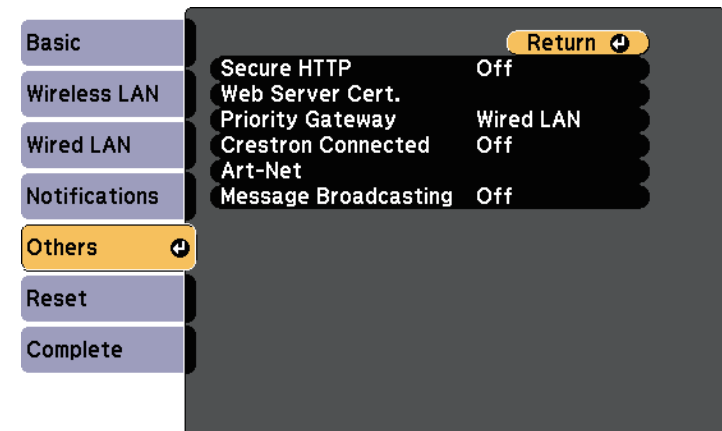 Basic
Wireless LAN
Wired LAN
Notifications
Others
Reset
Complete
Return
Secure HTTP Off
Web Server Cert.
Priority Gateway Wired LAN
Crestron Connected Off
Art-Net
Message Broadcasting Off